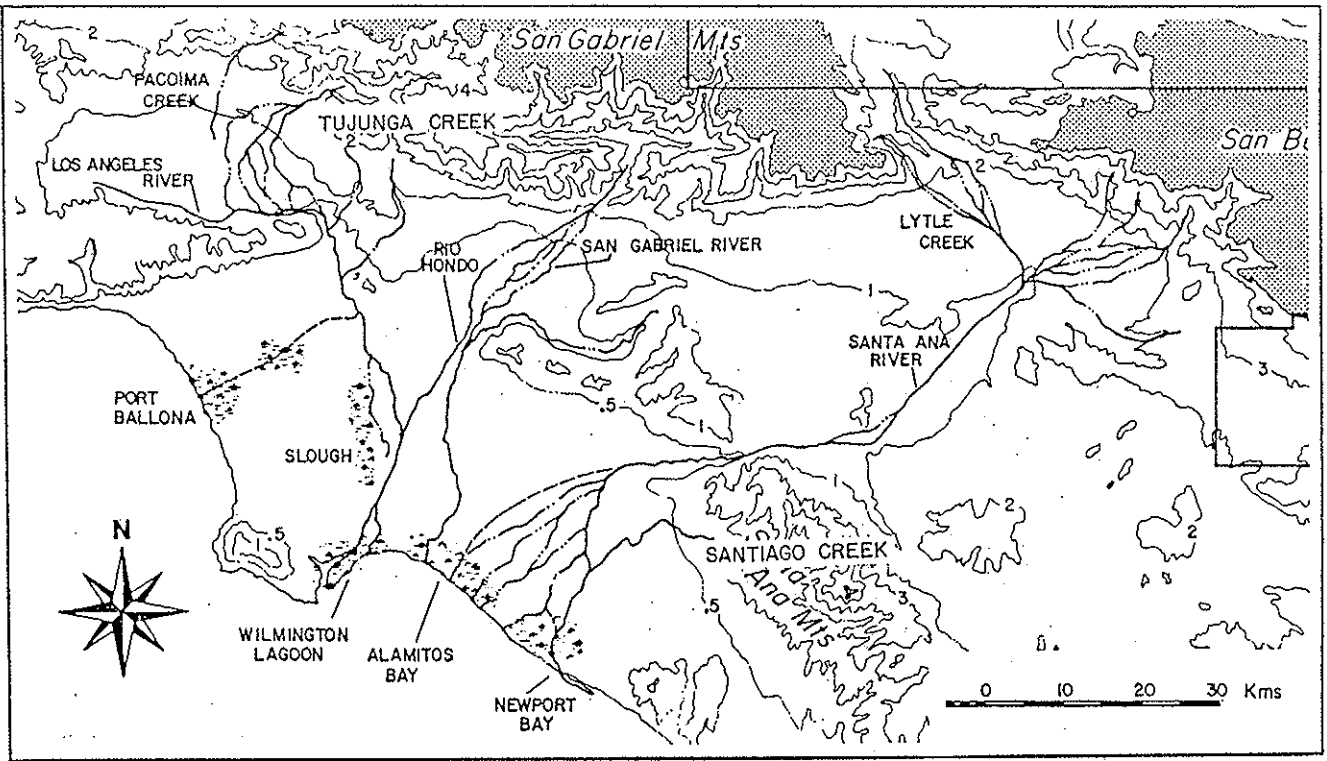 San Gabriel Mts
2
PACOIMA
CREEK
4
TUJUNGA CREEK
2
San B
LOS ANGELES
RIVER
2
1
LYTLE
CREEK
RIO
HONDO
SAN GABRIEL RIVER
1
SANTA ANA
RIVER
3
PORT
BALLONA
.5
1
SLOUGH
1
2
2
N
.5
1
SANTIAGO CREEK
Ana Mts
3
.5
WILMINGTON
LAGOON
ALAMITOS
BAY
NEWPORT
BAY
0 10 20 30 Kms